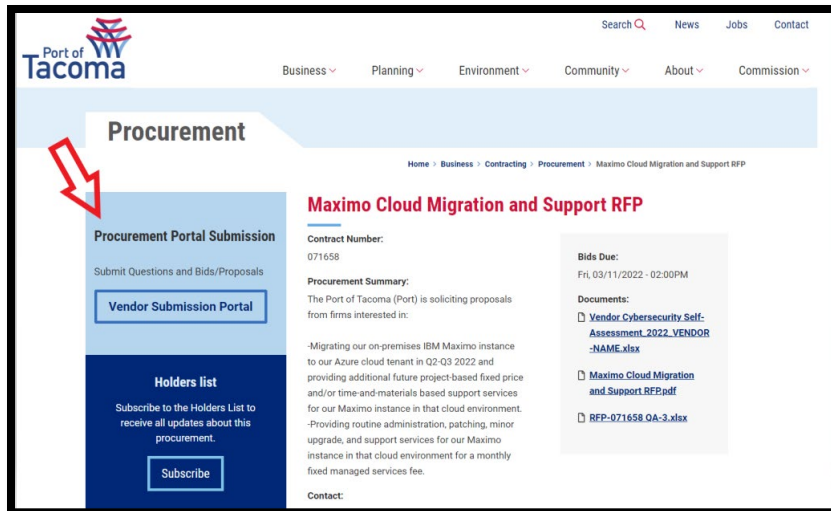 Port of
Tacoma
Search
News
Jobs
Contact
Business
Planning
Environment
Community
About
Commission
Procurement
Home > Business > Contracting > Procurement > Maximo Cloud Migration and Support RFP
Procurement Portal Submission
Submit Questions and Bids/Proposals
Vendor Submission Portal
Holders list
Subscribe to the Holders List to
receive all updates about this
procurement.
Subscribe
Maximo Cloud Migration and Support RFP
Contract Number:
071658
Procurement Summary:
The Port of Tacoma (Port) is soliciting proposals
from firms interested in:
-Migrating our on-premises IBM Maximo instance
to our Azure cloud tenant in Q2-Q3 2022 and
providing additional future project-based fixed price
and/or time-and-materials based support services
for our Maximo instance in that cloud environment.
-Providing routine administration, patching, minor
upgrade, and support services for our Maximo
instance in that cloud environment for a monthly
fixed managed services fee.
Contact:
Bids Due:
Fri, 03/11/2022 - 02:00PM
Documents:
Vendor Cybersecurity Self-
Assessment_2022_VENDOR
-NAME.xlsx
Maximo Cloud Migration
and Support RFP.pdf
RFP-071658 QA-3.xlsx